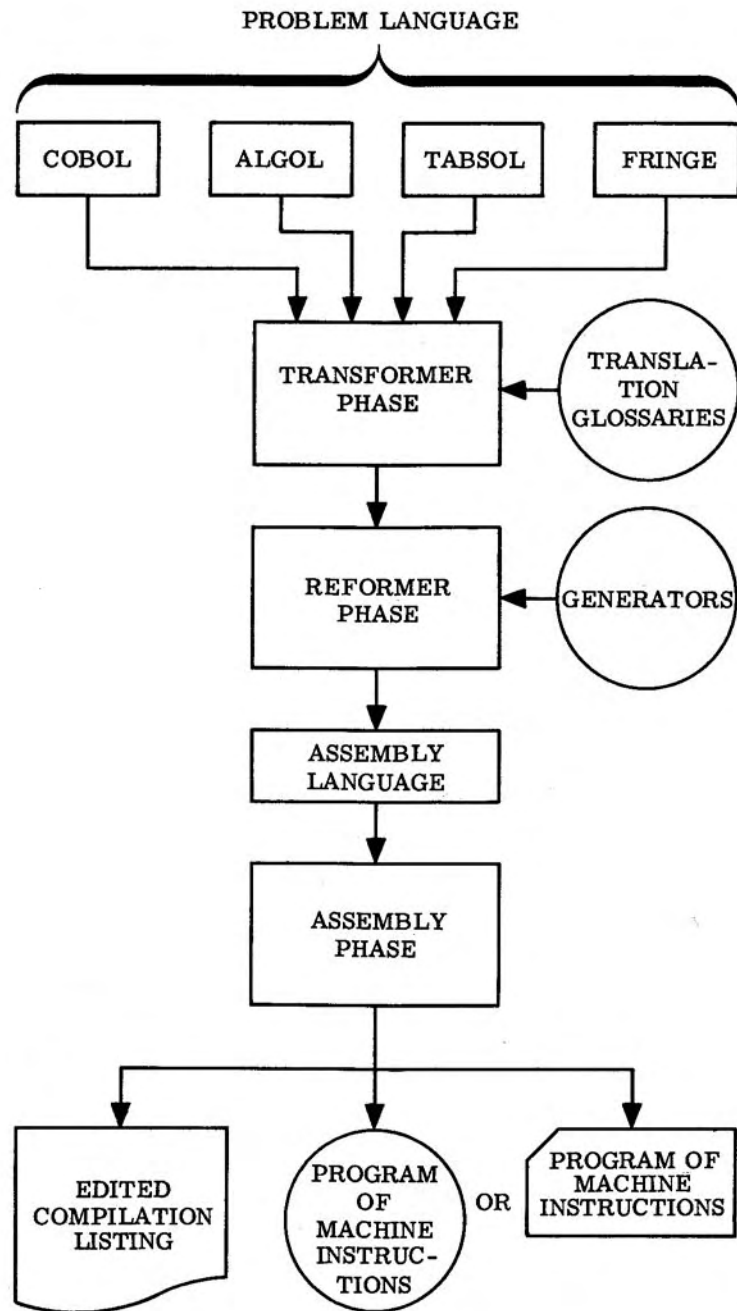 PROBLEM LANGUAGE
COBOL
ALGOL
TABSOL
FRINGE
TRANSFORMER
PHASE
TRANSLA-
TION
GLOSSARIES
REFORMER
PHASE
GENERATORS
ASSEMBLY
LANGUAGE
ASSEMBLY
PHASE
EDITED
COMPILATION
LISTING
PROGRAM
OF
MACHINE
INSTRUC-
TIONS
OR
PROGRAM OF
MACHINE
INSTRUCTIONS